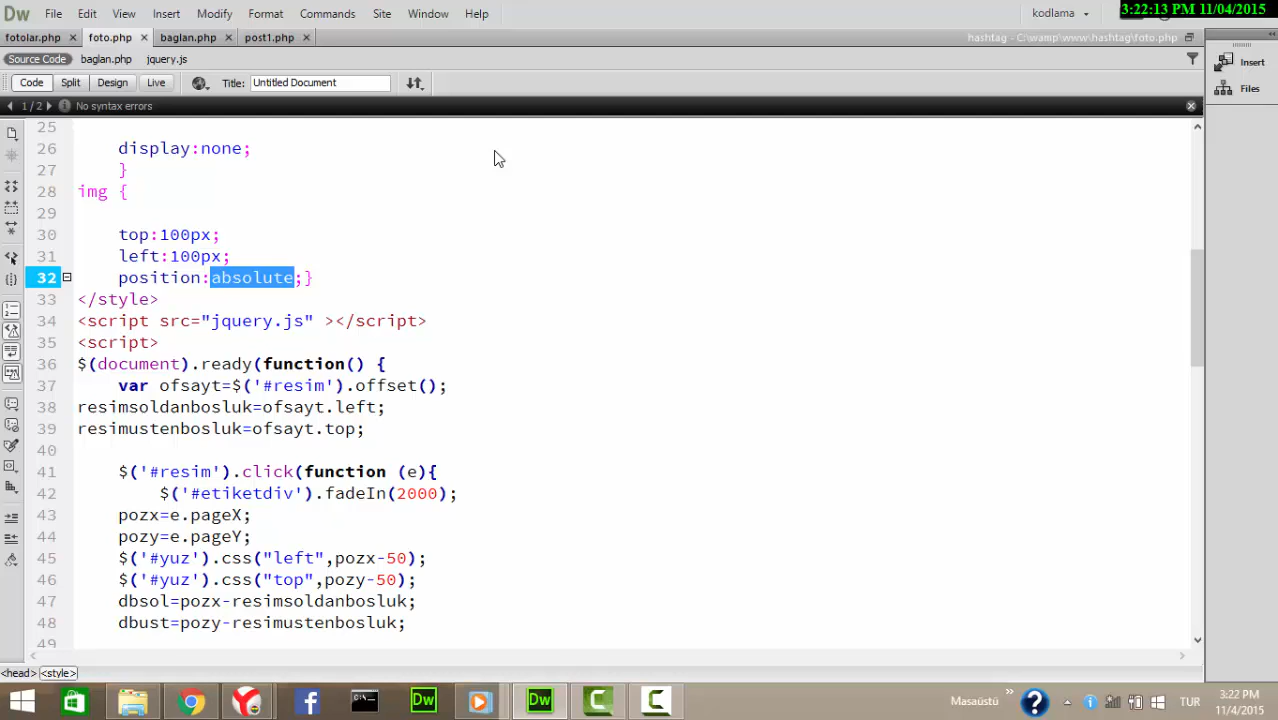 Dw File Edit View Insert Modify Format Commands Site Window Help kodlama 3:22:13 PM 11/04/2015
fotolar.php foto.php baglan.php post1.php hashtag - C:\wamp\www\hashtag\foto.php
Source Code baglan.php jquery.js
Code Split Design Live Title: Untitled Document
1 / 2 No syntax errors
Insert
Files
25
26 display:none;
27 }
28 img {
29
30 top:100px;
31 left:100px;
32 position:absolute;}
33 </style>
34 <script src="jquery.js" ></script>
35 <script>
36 $(document).ready(function() {
37 var ofsayt=$('#resim').offset();
38 resimsoldanbosluk=ofsayt.left;
39 resimustenbosluk=ofsayt.top;
40
41 $('#resim').click(function (e){
42 $('#etiketdiv').fadeIn(2000);
43 pozx=e.pageX;
44 pozy=e.pageY;
45 $('#yuz').css("left",pozx-50);
46 $('#yuz').css("top",pozy-50);
47 dbsol=pozx-resimsoldanbosluk;
48 dbust=pozy-resimustenbosluk;
49
<head> <style>
Dw Dw Masaüstü TUR 3:22 PM
11/4/2015